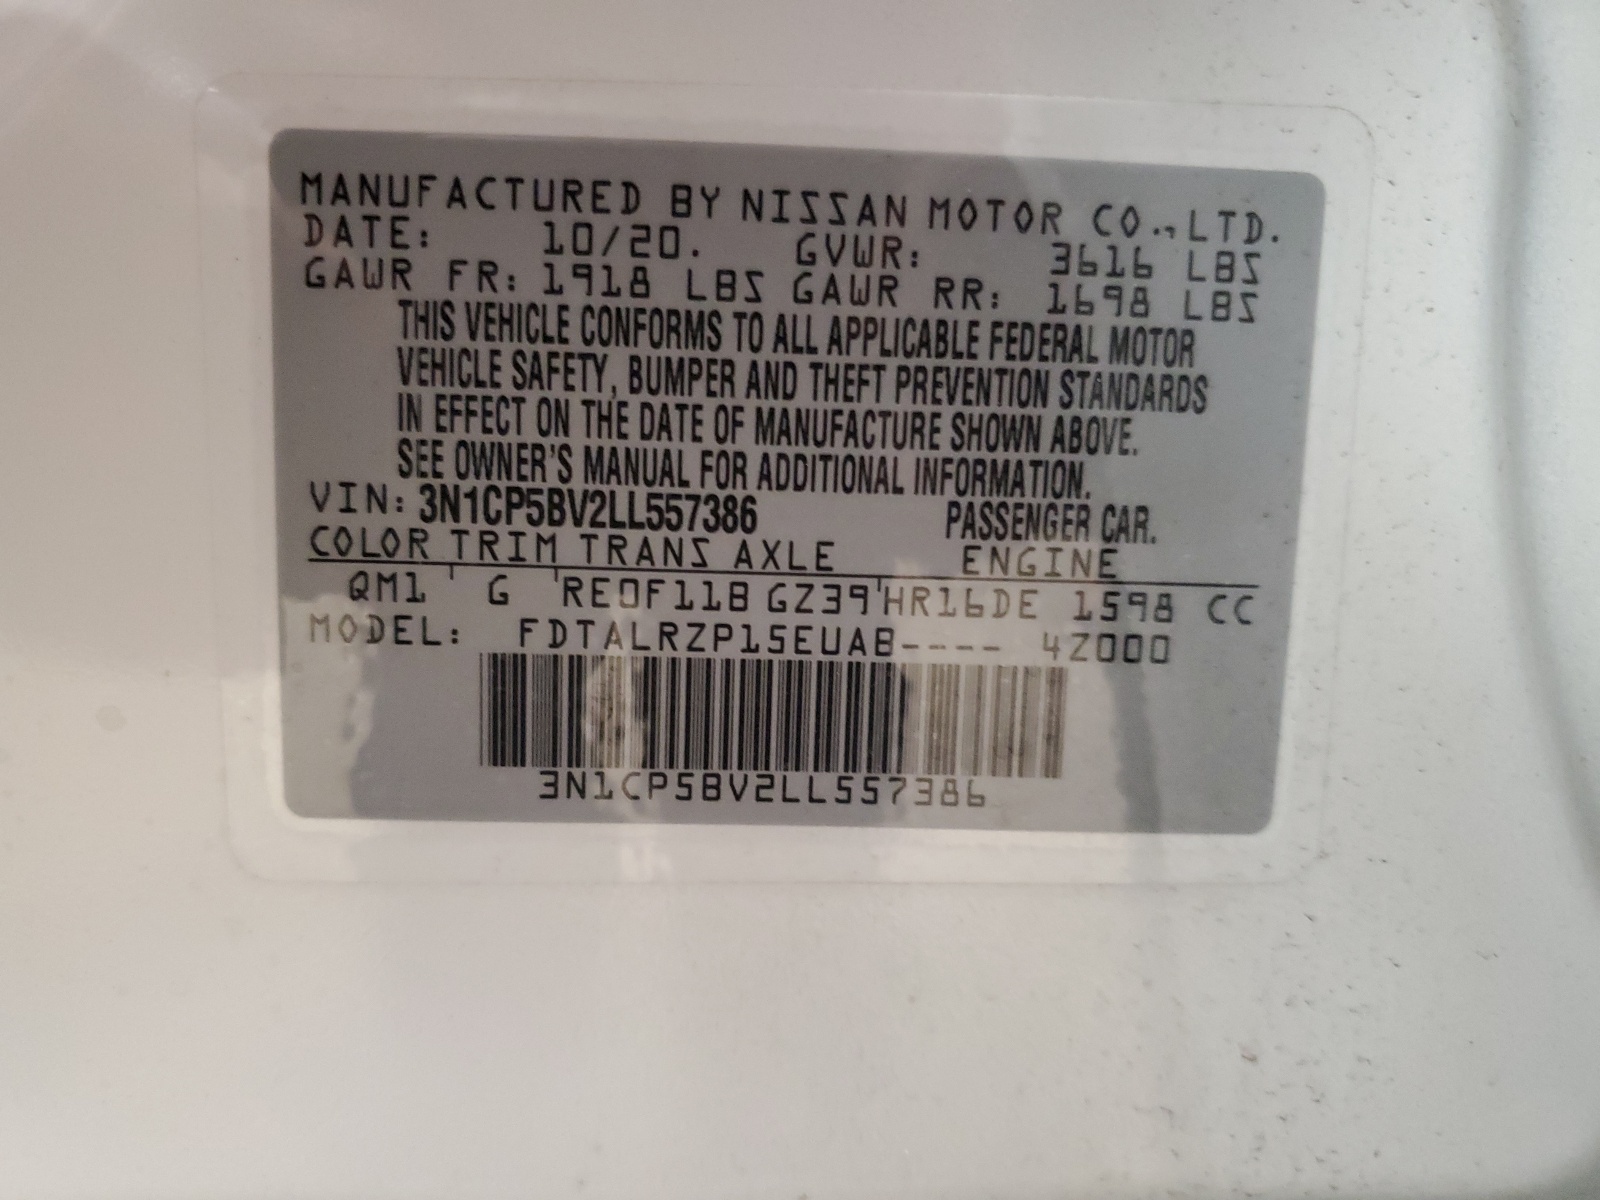 MANUFACTURED BY NISSAN MOTOR CO., LTD.
DATE: 10/20. GVWR: 3616 LBS
GAWR FR: 1918 LBS GAWR RR: 1698 LBS
THIS VEHICLE CONFORMS TO ALL APPLICABLE FEDERAL MOTOR
VEHICLE SAFETY, BUMPER AND THEFT PREVENTION STANDARDS
IN EFFECT ON THE DATE OF MANUFACTURE SHOWN ABOVE.
SEE OWNER'S MANUAL FOR ADDITIONAL INFORMATION.
VIN: 3N1CP5BV2LL557386 PASSENGER CAR.
COLOR TRIM TRANS AXLE ENGINE
QM1 G RE0F11B GZ39 HR16DE 1598 CC
MODEL: FDTALRZP15EUAB---- 4Z000
3N1CP5BV2LL557386